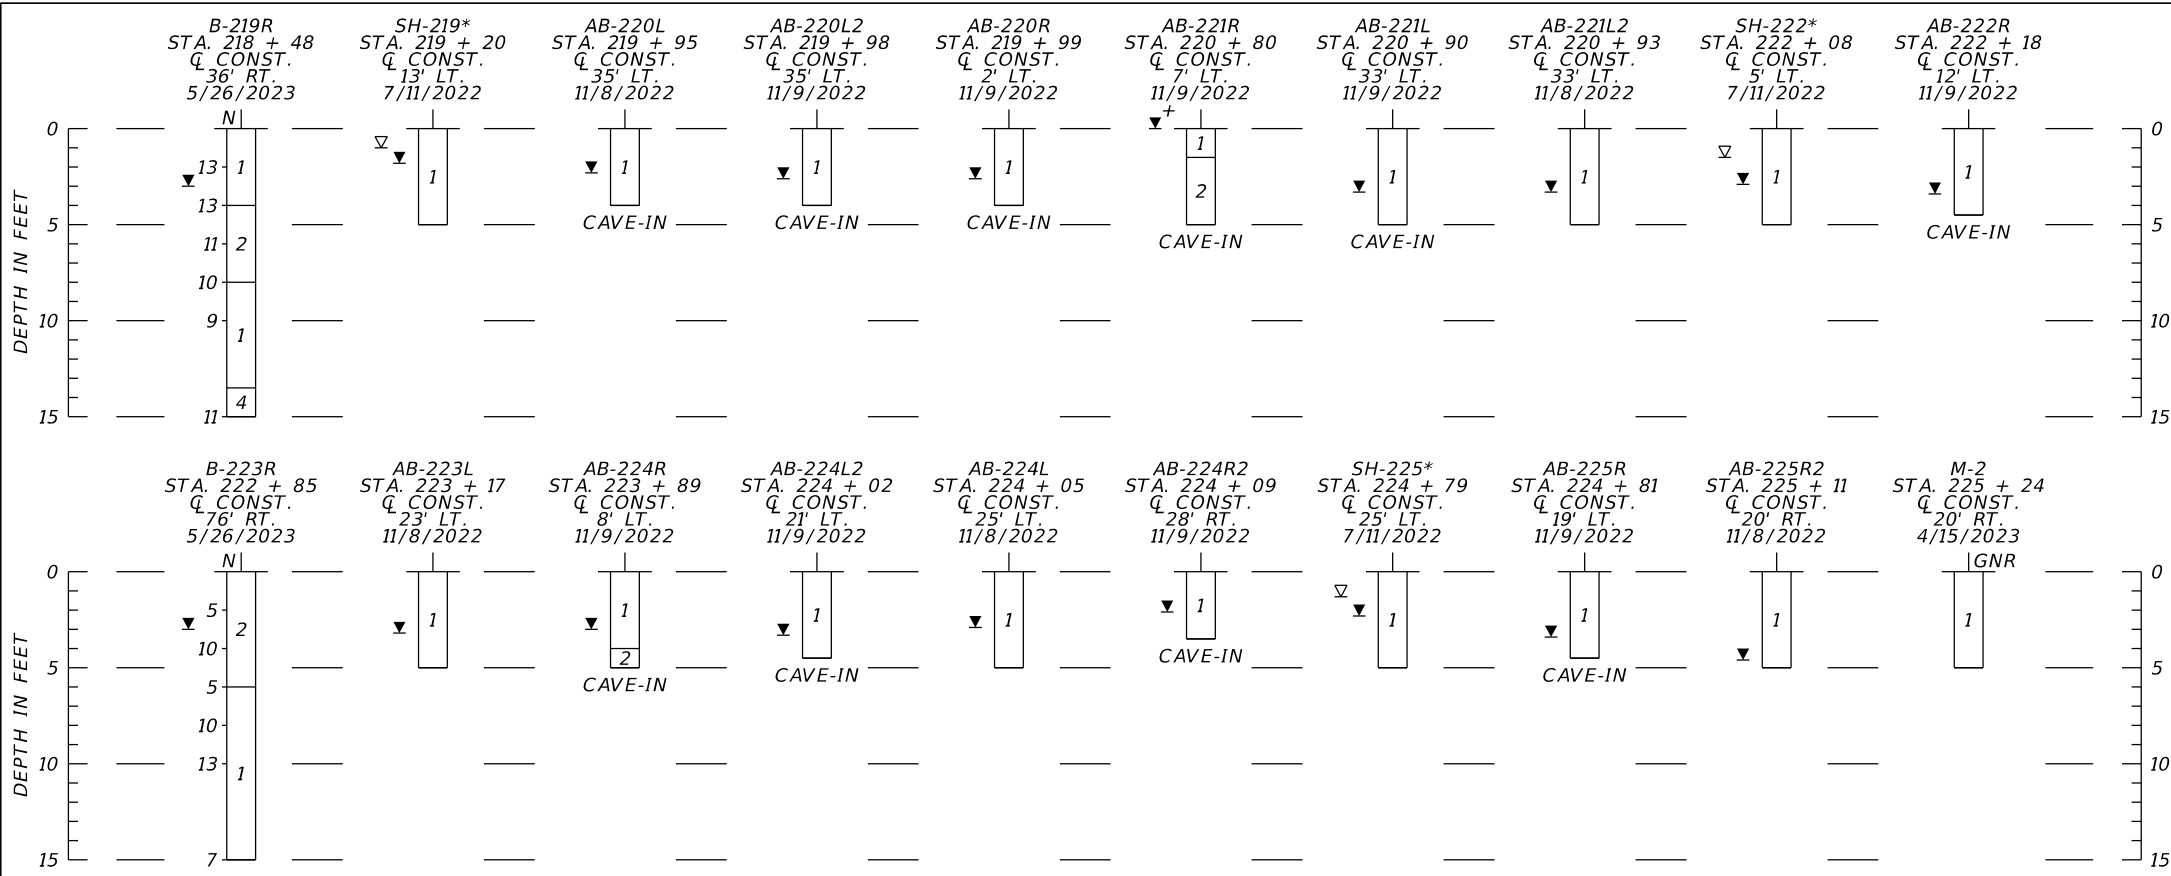 B-219R
STA. 218 + 48
℄ CONST.
36' RT.
5/26/2023
SH-219*
STA. 219 + 20
℄ CONST.
13' LT.
7/11/2022
AB-220L
STA. 219 + 95
℄ CONST.
35' LT.
11/8/2022
AB-220L2
STA. 219 + 98
℄ CONST.
35' LT.
11/9/2022
AB-220R
STA. 219 + 99
℄ CONST.
2' LT.
11/9/2022
AB-221R
STA. 220 + 80
℄ CONST.
7' LT.
11/9/2022
AB-221L
STA. 220 + 90
℄ CONST.
33' LT.
11/9/2022
AB-221L2
STA. 220 + 93
℄ CONST.
33' LT.
11/8/2022
SH-222*
STA. 222 + 08
℄ CONST.
5' LT.
7/11/2022
AB-222R
STA. 222 + 18
℄ CONST.
12' LT.
11/9/2022
DEPTH IN FEET
0
5
10
15
N
13
13
11
10
9
11
1
2
1
4
1
1
CAVE-IN
1
CAVE-IN
1
CAVE-IN
+
1
2
CAVE-IN
1
CAVE-IN
1
1
1
CAVE-IN
0
5
10
15
B-223R
STA. 222 + 85
℄ CONST.
76' RT.
5/26/2023
AB-223L
STA. 223 + 17
℄ CONST.
23' LT.
11/8/2022
AB-224R
STA. 223 + 89
℄ CONST.
8' LT.
11/9/2022
AB-224L2
STA. 224 + 02
℄ CONST.
21' LT.
11/9/2022
AB-224L
STA. 224 + 05
℄ CONST.
25' LT.
11/8/2022
AB-224R2
STA. 224 + 09
℄ CONST.
28' RT.
11/9/2022
SH-225*
STA. 224 + 79
℄ CONST.
25' LT.
7/11/2022
AB-225R
STA. 224 + 81
℄ CONST.
19' LT.
11/9/2022
AB-225R2
STA. 225 + 11
℄ CONST.
20' RT.
11/8/2022
M-2
STA. 225 + 24
℄ CONST.
20' RT.
4/15/2023
DEPTH IN FEET
0
5
10
15
N
5
10
5
10
13
7
2
1
1
1
2
CAVE-IN
1
CAVE-IN
1
1
CAVE-IN
1
1
CAVE-IN
1
GNR
1
0
5
10
15